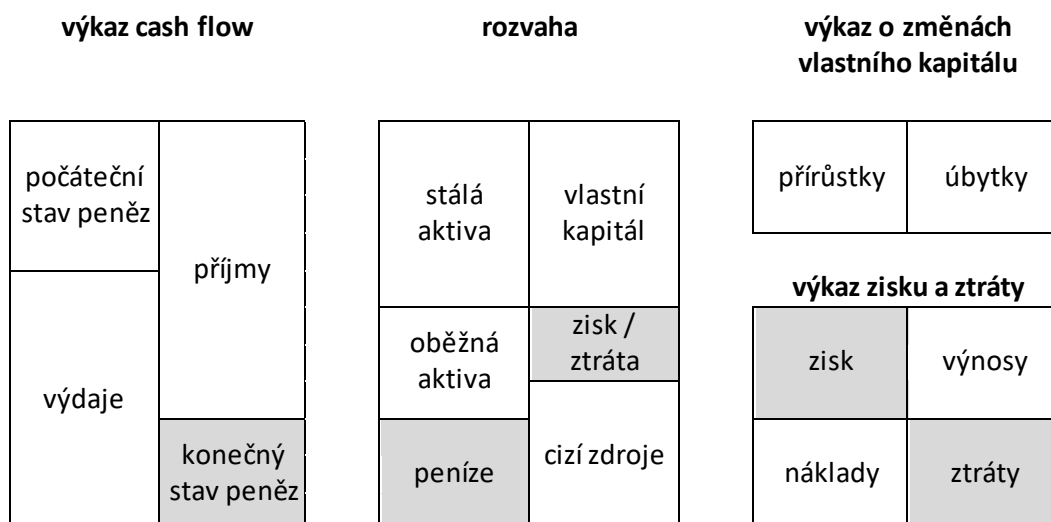 výkaz cash flow
počáteční
stav peněz
příjmy
výdaje
konečný
stav peněz
rozvaha
stálá
aktiva
vlastní
kapitál
oběžná
aktiva
zisk /
ztráta
peníze
cizí zdroje
výkaz o změnách
vlastního kapitálu
přírůstky
úbytky
výkaz zisku a ztráty
zisk
výnosy
náklady
ztráty